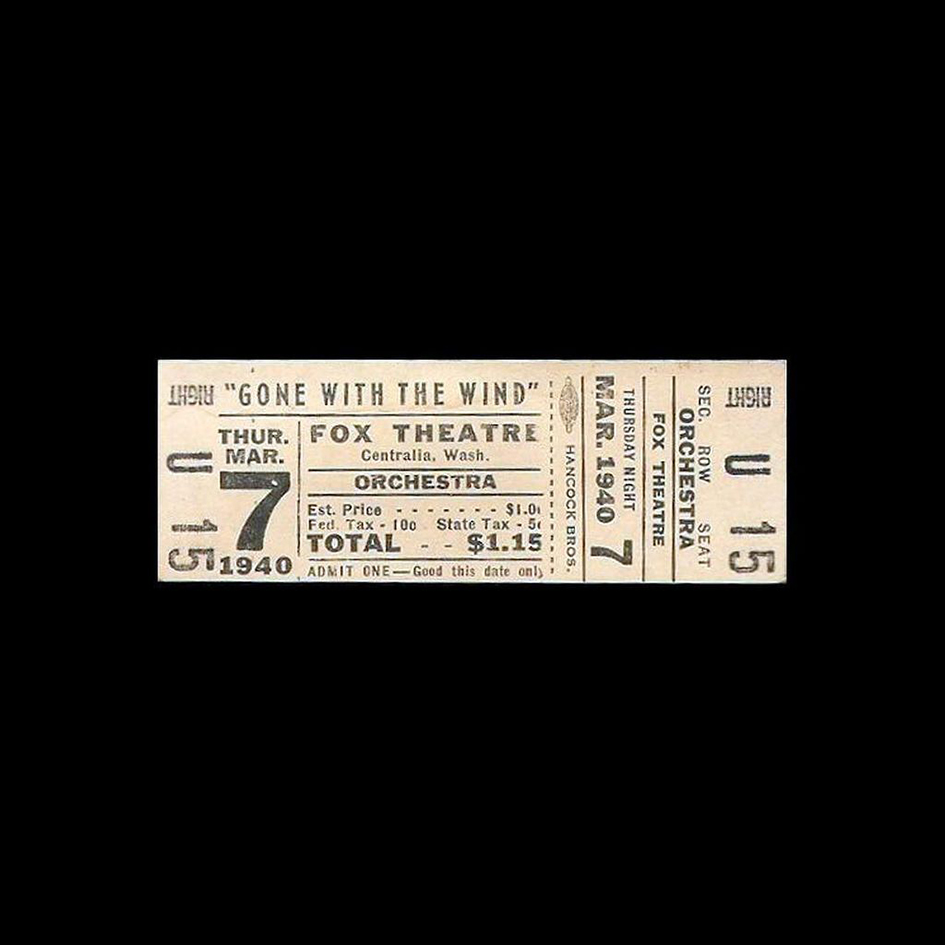 RIGHT
U
15
"GONE WITH THE WIND"
THUR.
MAR.
7
1940
FOX THEATRE
Centralia, Wash.
ORCHESTRA
Est. Price - - - - - - - $1.0
Fed. Tax - 10c State Tax - 5
TOTAL - - $1.15
ADMIT ONE—Good this date only
HANCOCK BROS.
MAR. 1940 7
THURSDAY NIGHT
FOX THEATRE
ORCHESTRA
SEC. ROW SEAT
RIGHT U 15